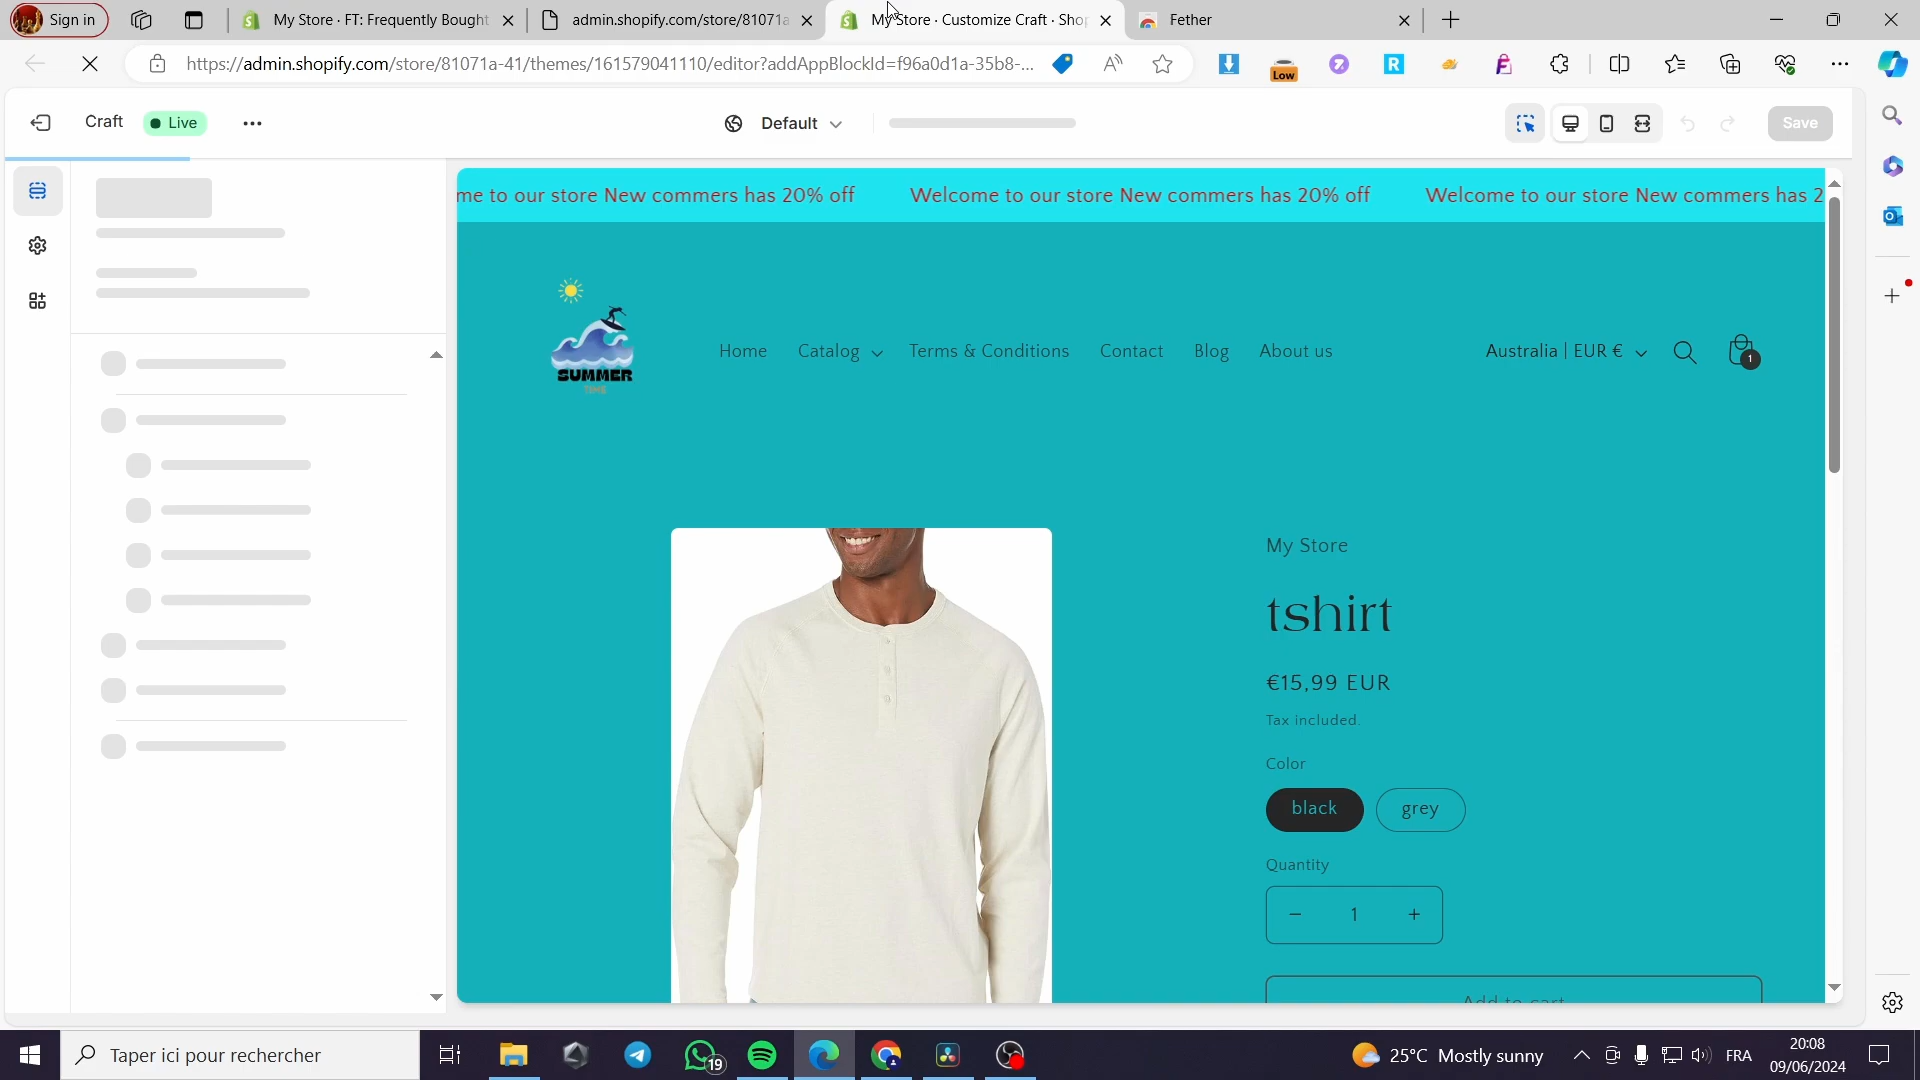 Sign in
My Store · FT: Frequently Bought
admin.shopify.com/store/81071a
My Store · Customize Craft · Sho
Fether
https://admin.shopify.com/store/81071a-41/themes/161579041110/editor?addAppBlockId=f96a0d1a-35b8-...
Low
R
Craft
Live
Default
Save
me to our store New commers has 20% off
Welcome to our store New commers has 20% off
Welcome to our store New commers has 2
SUMMER
TIME
Home
Catalog
Terms & Conditions
Contact
Blog
About us
Australia | EUR €
1
My Store
tshirt
€15,99 EUR
Tax included.
Color
black
grey
Quantity
1
Add to cart
Taper ici pour rechercher
19
25°C Mostly sunny
FRA
20:08
09/06/2024